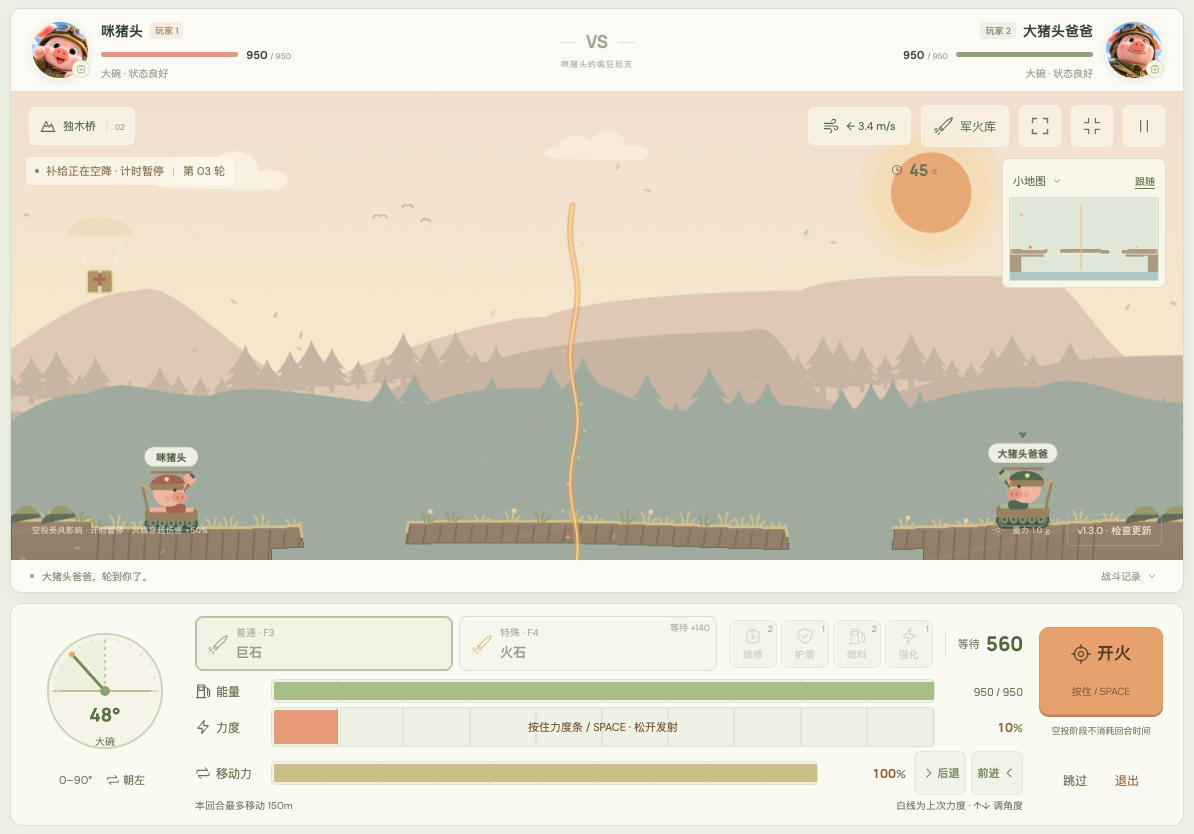 咪猪头 玩家 1
950 / 950
大碗 · 状态良好
VS
咪猪头的疯狂坦克
玩家 2 大猪头爸爸
950 / 950
大碗 · 状态良好
独木桥 02
← 3.4 m/s
军火库
补给正在空降 · 计时暂停 第 03 轮
45 s
小地图 跟随
咪猪头
大猪头爸爸
空投受风影响 · 计时暂停 · 火线穿越伤害 +50%
重力 1.0 g
v1.3.0 · 检查更新
大猪头爸爸，轮到你了。
战斗记录
48°
大碗
0–90° 朝左
普通 · F3
巨石
特殊 · F4
等待 +140
火石
2
维修
1
护盾
2
燃料
1
强化
等待 560
能量 950 / 950
力度 按住力度条 / SPACE · 松开发射 10%
移动力 100% 后退 前进
本回合最多移动 150m
白线为上次力度 · ↑↓ 调角度
开火
按住 / SPACE
空投阶段不消耗回合时间
跳过 退出